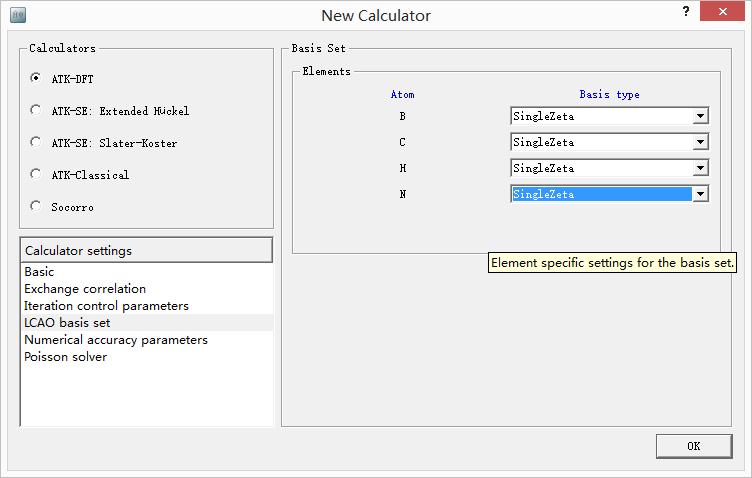 New Calculator
?
Calculators
ATK-DFT
ATK-SE: Extended Hückel
ATK-SE: Slater-Koster
ATK-Classical
Socorro
Calculator settings
Basic
Exchange correlation
Iteration control parameters
LCAO basis set
Numerical accuracy parameters
Poisson solver
Basis Set
Elements
Atom Basis type
B SingleZeta
C SingleZeta
H SingleZeta
N SingleZeta
Element specific settings for the basis set.
OK